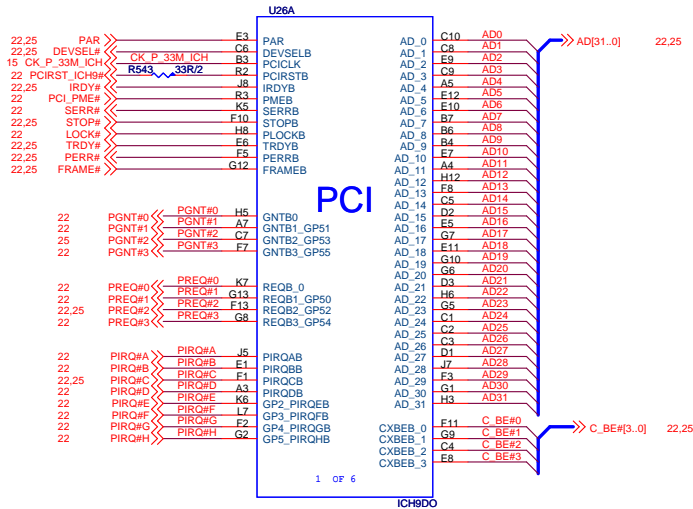 U26A
22,25 PAR E3 PAR
22,25 DEVSEL# C6 DEVSELB
15 CK_P_33M_ICH CK_P_33M_ICH B3 PCICLK
22 PCIRST_ICH9# R543 33R/2 R2 PCIRSTB
22,25 IRDY# J8 IRDYB
22 PCI_PME# R3 PMEB
22 SERR# K5 SERRB
22,25 STOP# F10 STOPB
22 LOCK# H8 PLOCKB
22,25 TRDY# E6 TRDYB
22,25 PERR# F5 PERRB
22,25 FRAME# G12 FRAMEB
PCI
22 PGNT#0 PGNT#0 H5 GNTB0
22 PGNT#1 PGNT#1 A7 GNTB1_GP51
25 PGNT#2 PGNT#2 C7 GNTB2_GP53
22 PGNT#3 PGNT#3 F7 GNTB3_GP55
22 PREQ#0 PREQ#0 K7 REQB_0
22 PREQ#1 PREQ#1 G13 REQB1_GP50
22,25 PREQ#2 PREQ#2 F13 REQB2_GP52
22 PREQ#3 PREQ#3 G8 REQB3_GP54
22 PIRQ#A PIRQ#A J5 PIRQAB
22 PIRQ#B PIRQ#B E1 PIRQBB
22,25 PIRQ#C PIRQ#C F1 PIRQCB
22 PIRQ#D PIRQ#D A3 PIRQDB
22 PIRQ#E PIRQ#E K6 GP2_PIRQEB
22 PIRQ#F PIRQ#F L7 GP3_PIRQFB
22 PIRQ#G PIRQ#G F2 GP4_PIRQGB
22 PIRQ#H PIRQ#H G2 GP5_PIRQHB
AD_0 C10 AD0
AD_1 C8 AD1
AD_2 E9 AD2
AD_3 C9 AD3
AD_4 A5 AD4
AD_5 E12 AD5
AD_6 E10 AD6
AD_7 B7 AD7
AD_8 B6 AD8
AD_9 B4 AD9
AD_10 E7 AD10
AD_11 A4 AD11
AD_12 H12 AD12
AD_13 F8 AD13
AD_14 C5 AD14
AD_15 D2 AD15
AD_16 E5 AD16
AD_17 G7 AD17
AD_18 E11 AD18
AD_19 G10 AD19
AD_20 G6 AD20
AD_21 D3 AD21
AD_22 H6 AD22
AD_23 G5 AD23
AD_24 C1 AD24
AD_25 C2 AD25
AD_26 C3 AD26
AD_27 D1 AD27
AD_28 J7 AD28
AD_29 F3 AD29
AD_30 G1 AD30
AD_31 H3 AD31
AD[31..0] 22,25
CXBEB_0 F11 C_BE#0
CXBEB_1 G9 C_BE#1
CXBEB_2 C4 C_BE#2
CXBEB_3 E8 C_BE#3
C_BE#[3..0] 22,25
1 OF 6
ICH9DO